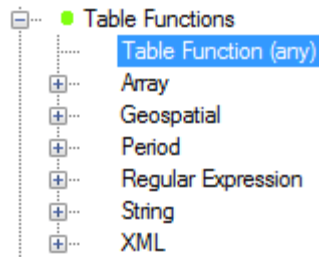 Table Functions
Table Function (any)
Array
Geospatial
Period
Regular Expression
String
XML